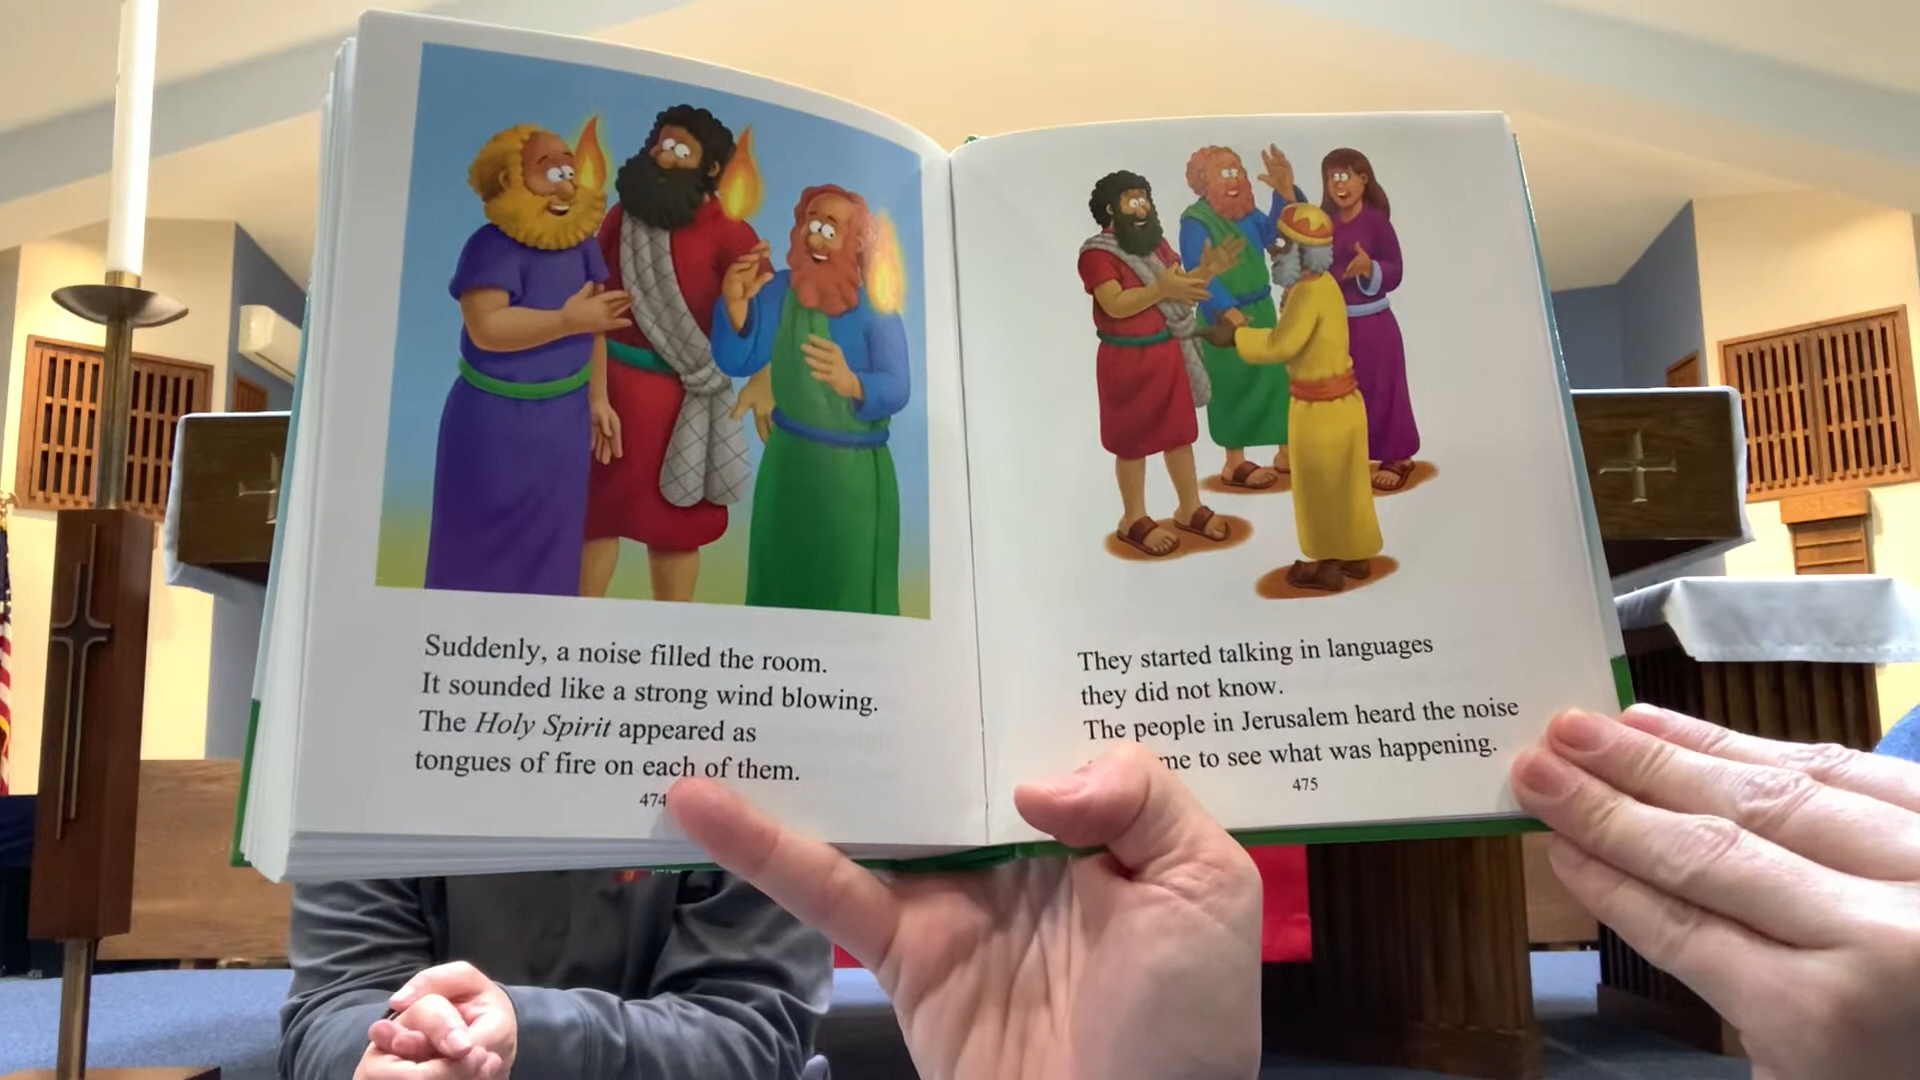 Suddenly, a noise filled the room.
It sounded like a strong wind blowing.
The Holy Spirit appeared as
tongues of fire on each of them.
474
They started talking in languages
they did not know.
The people in Jerusalem heard the noise
me to see what was happening.
475